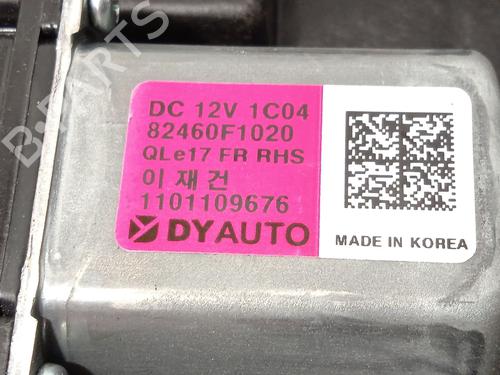 DC 12V 1C04
82460F1020
QLe17 FR RHS
이 재 건
1101109676
DYAUTO
MADE IN KOREA
B-PARTS